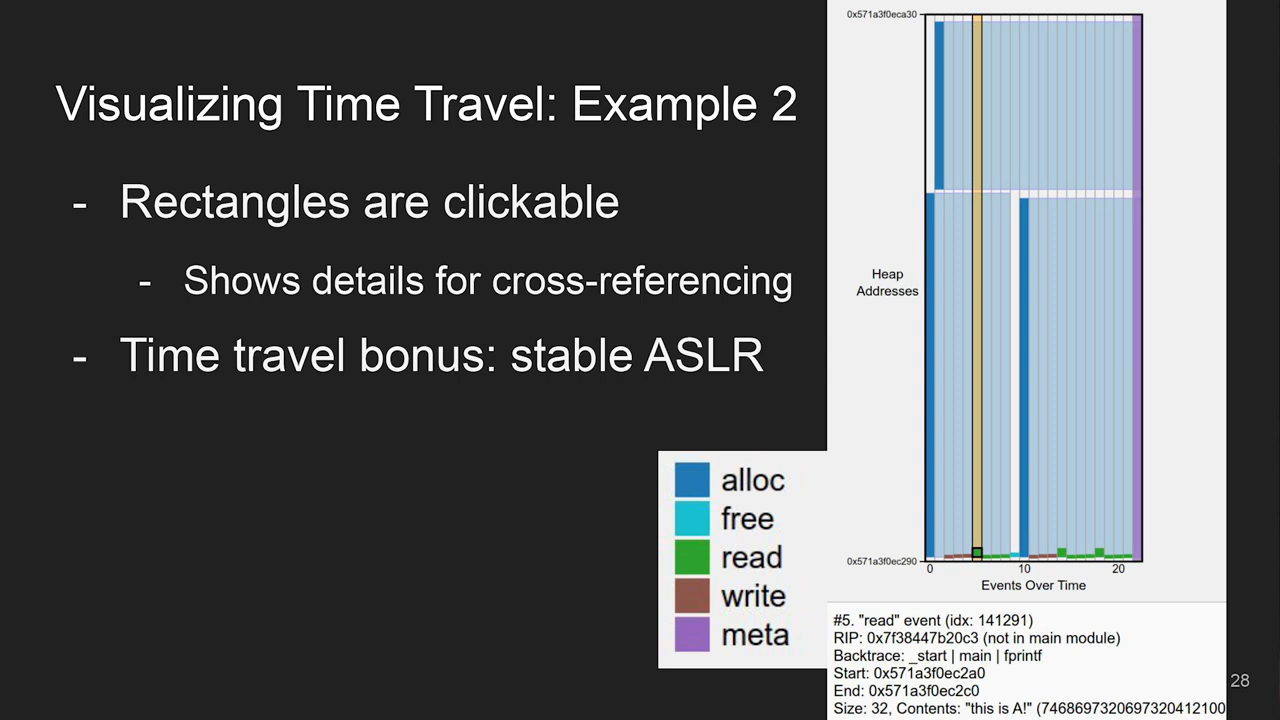 Visualizing Time Travel: Example 2
- Rectangles are clickable
- Shows details for cross-referencing
- Time travel bonus: stable ASLR
alloc
free
read
write
meta
0x571a3f0eca30
Heap
Addresses
0x571a3f0ec290
0 10 20
Events Over Time
#5. "read" event (idx: 141291)
RIP: 0x7f38447b20c3 (not in main module)
Backtrace: _start | main | fprintf
Start: 0x571a3f0ec2a0
End: 0x571a3f0ec2c0
Size: 32, Contents: "this is A!" (7468697320697320412100
28